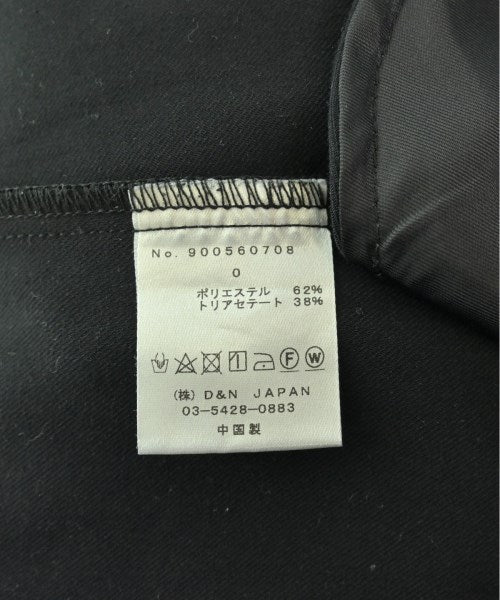 No. 900560708
0
ポリエステル 62%
トリアセテート 38%
F W
(株) D&N JAPAN
03-5428-0883
中国製